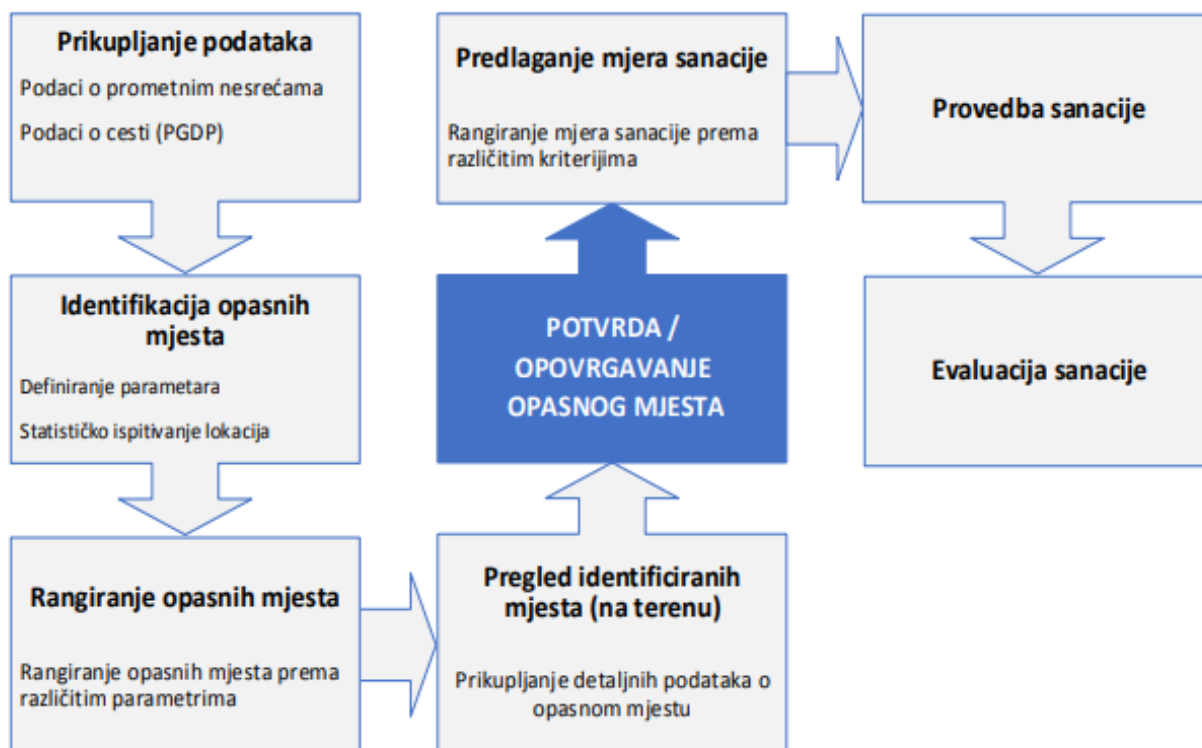 Prikupljanje podataka
Podaci o prometnim nesrećama
Podaci o cesti (PGDP)
Identifikacija opasnih
mjesta
Definiranje parametara
Statističko ispitivanje lokacija
Rangiranje opasnih mjesta
Rangiranje opasnih mjesta prema
različitim parametrima
Pregled identificiranih
mjesta (na terenu)
Prikupljanje detaljnih podataka o
opasnom mjestu
POTVRDA /
OPOVRGAVANJE
OPASNOG MJESTA
Predlaganje mjera sanacije
Rangiranje mjera sanacije prema
različitim kriterijima
Provedba sanacije
Evaluacija sanacije